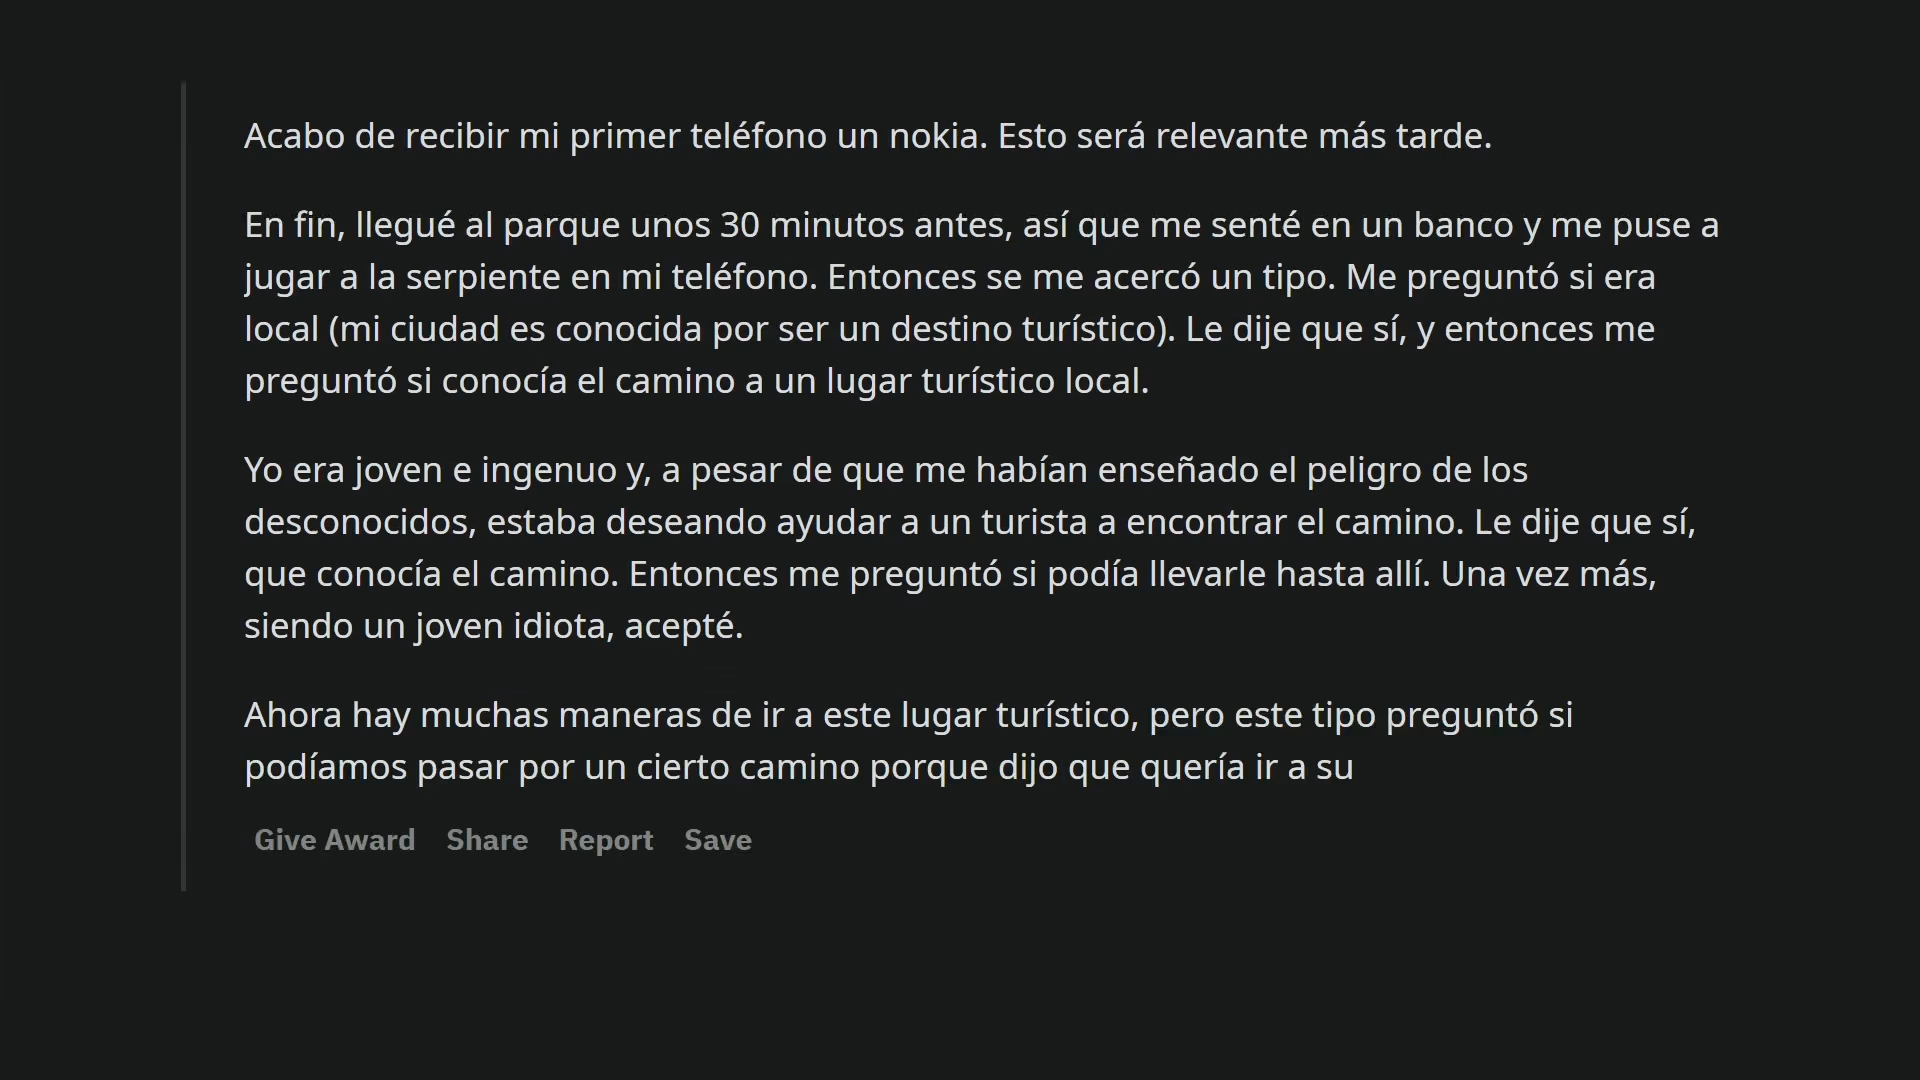 Acabo de recibir mi primer teléfono un nokia. Esto será relevante más tarde.
En fin, llegué al parque unos 30 minutos antes, así que me senté en un banco y me puse a
jugar a la serpiente en mi teléfono. Entonces se me acercó un tipo. Me preguntó si era
local (mi ciudad es conocida por ser un destino turístico). Le dije que sí, y entonces me
preguntó si conocía el camino a un lugar turístico local.
Yo era joven e ingenuo y, a pesar de que me habían enseñado el peligro de los
desconocidos, estaba deseando ayudar a un turista a encontrar el camino. Le dije que sí,
que conocía el camino. Entonces me preguntó si podía llevarle hasta allí. Una vez más,
siendo un joven idiota, acepté.
Ahora hay muchas maneras de ir a este lugar turístico, pero este tipo preguntó si
podíamos pasar por un cierto camino porque dijo que quería ir a su
Give Award Share Report Save